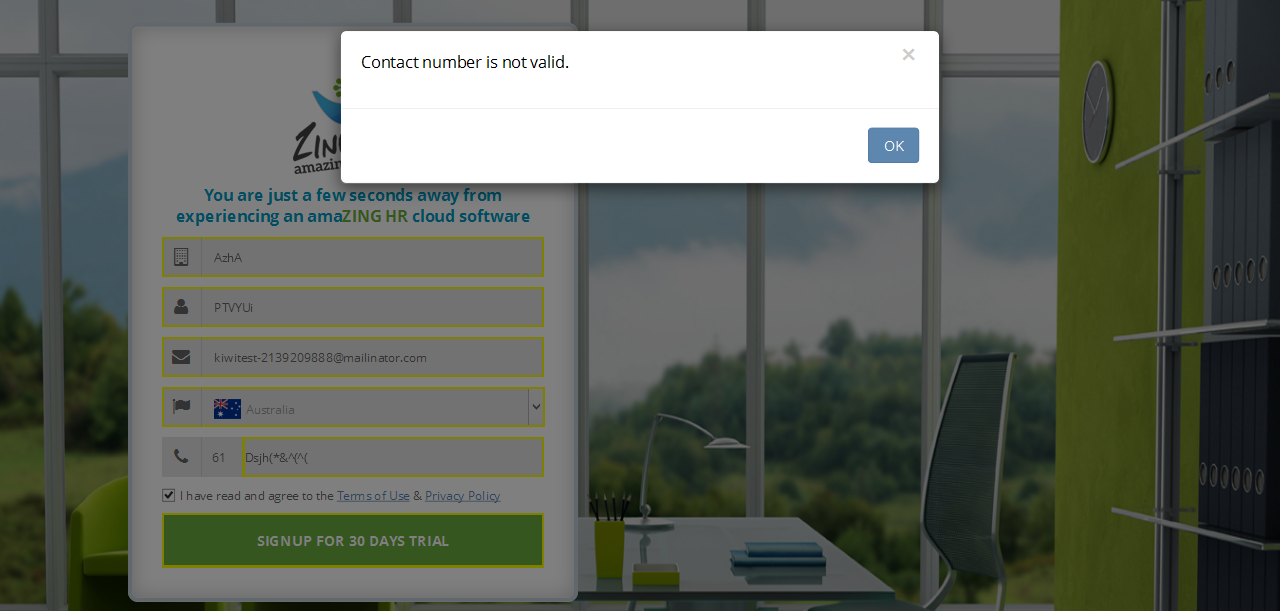 Contact number is not valid.
×
OK
ZIN
amazin
You are just a few seconds away from
experiencing an amaZING HR cloud software
AzhA
PTVYUi
kiwitest-2139209888@mailinator.com
Australia
61 Dsjh(*&^(^(
I have read and agree to the Terms of Use & Privacy Policy
SIGNUP FOR 30 DAYS TRIAL